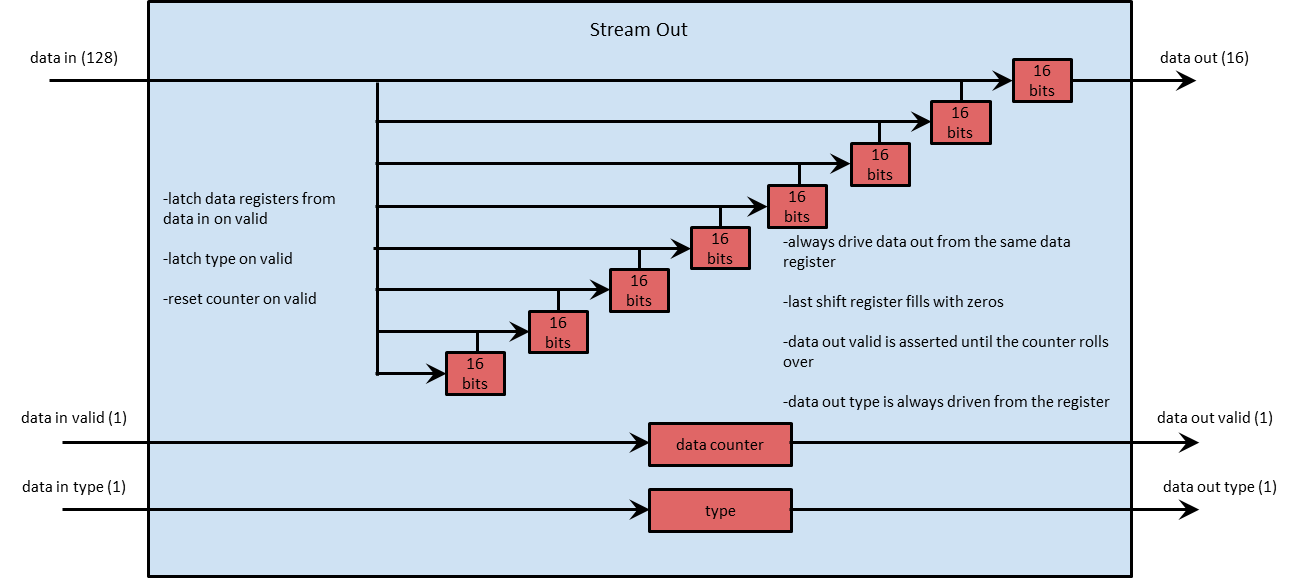 Stream Out
data in (128)
data out (16)
16
bits
16
bits
16
bits
16
bits
16
bits
16
bits
16
bits
16
bits
-latch data registers from
data in on valid
-latch type on valid
-reset counter on valid
-always drive data out from the same data
register
-last shift register fills with zeros
-data out valid is asserted until the counter rolls
over
-data out type is always driven from the register
data in valid (1)
data counter
data out valid (1)
data in type (1)
type
data out type (1)